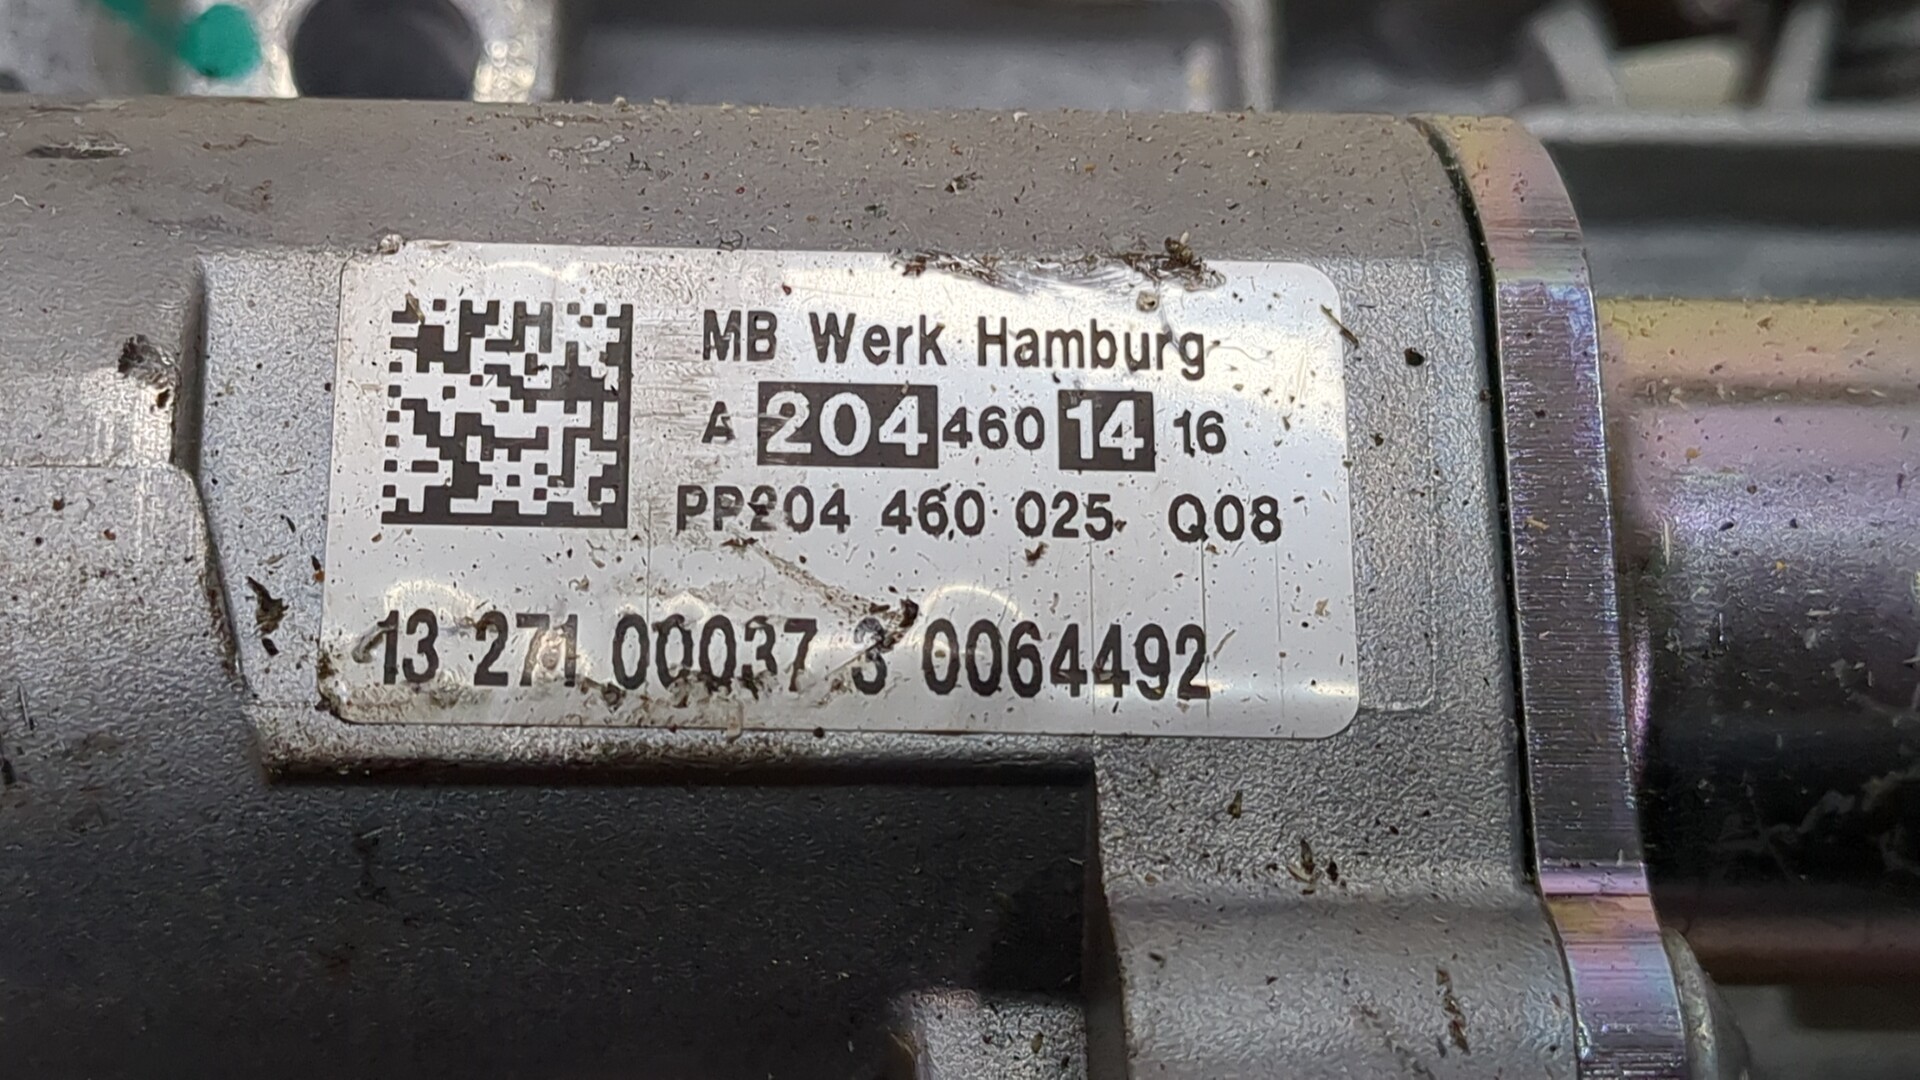 MB Werk Hamburg
A 204 460 14 16
PP204 460 025 Q08
13 271 00037 3 0064492